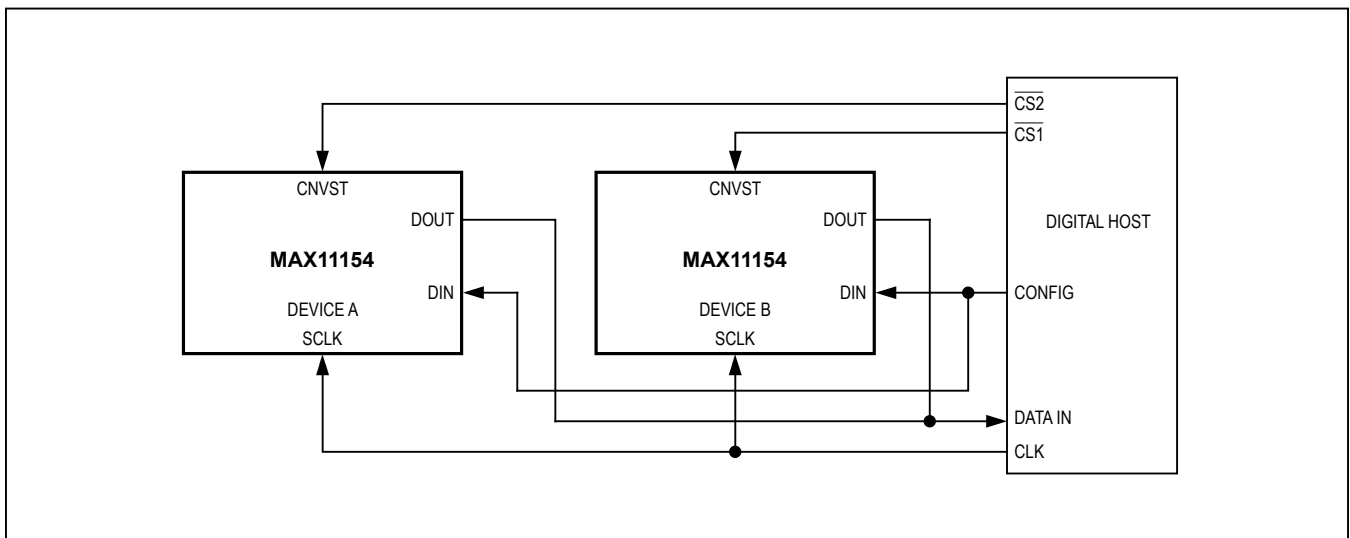 CS2
CS1
CNVST
DOUT
MAX11154
DIN
DEVICE A
SCLK
CNVST
DOUT
MAX11154
DIN
DEVICE B
SCLK
DIGITAL HOST
CONFIG
DATA IN
CLK